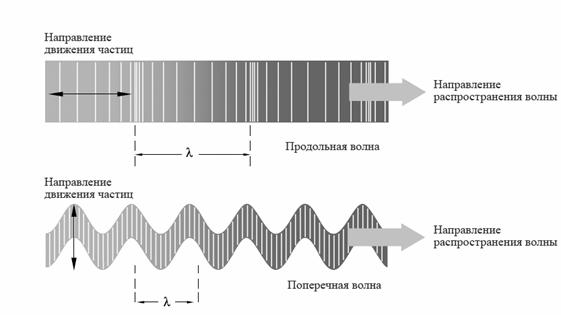 Направление
движения частиц
Направление
распространения волны
λ
Продольная волна
Направление
движения частиц
Направление
распространения волны
Поперечная волна
λ